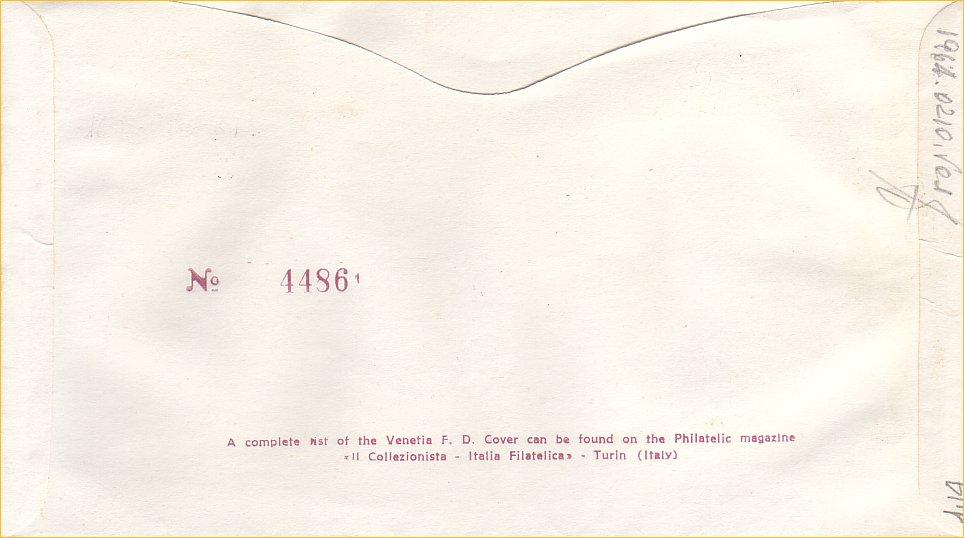 No 4486
A complete list of the Venetia F. D. Cover can be found on the Philatelic magazine
«Il Collezionista - Italia Filatelica» - Turin (Italy)